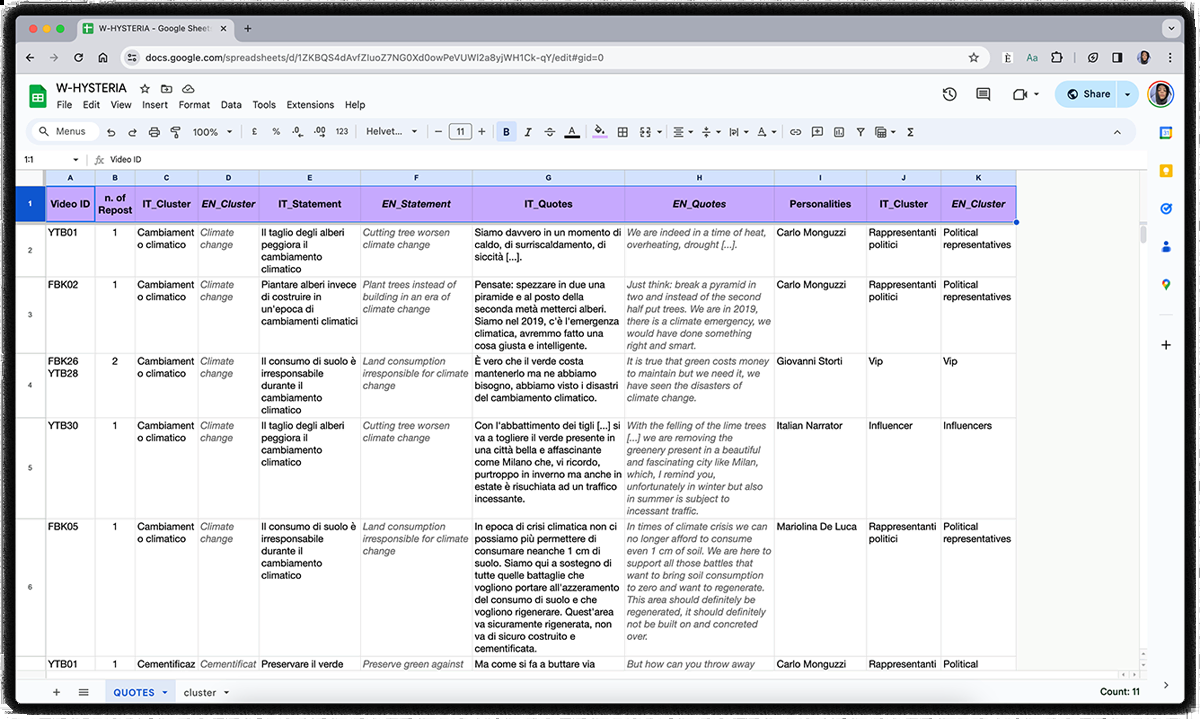 W-HYSTERIA - Google Sheet
docs.google.com/spreadsheets/d/1ZKBQS4dAvfZIuoZ7NG0Xd0owPeVUWI2a8yjWH1Ck-qY/edit#gid=0
W-HYSTERIA
File Edit View Insert Format Data Tools Extensions Help
Share
Menus 100% £ % .0 .00 123 Helvet... 11 B I A
1:1 fx Video ID
A B C D E F G H I J K
1 Video ID n. of Repost IT_Cluster EN_Cluster IT_Statement EN_Statement IT_Quotes EN_Quotes Personalities IT_Cluster EN_Cluster
2
YTB01
1
Cambiament
o climatico
Climate
change
Il taglio degli alberi
peggiora il
cambiamento
climatico
Cutting tree worsen
climate change
Siamo davvero in un momento di
caldo, di surriscaldamento, di
siccità [...].
We are indeed in a time of heat,
overheating, drought [...].
Carlo Monguzzi
Rappresentanti
politici
Political
representatives
3
FBK02
1
Cambiament
o climatico
Climate
change
Piantare alberi invece
di costruire in
un'epoca di
cambiamenti climatici
Plant trees instead of
building in an era of
climate change
Pensate: spezzare in due una
piramide e al posto della
seconda metà metterci alberi.
Siamo nel 2019, c'è l'emergenza
climatica, avremmo fatto una
cosa giusta e intelligente.
Just think: break a pyramid in
two and instead of the second
half put trees. We are in 2019,
there is a climate emergency, we
would have done something
right and smart.
Carlo Monguzzi
Rappresentanti
politici
Political
representatives
4
FBK26
YTB28
2
Cambiament
o climatico
Climate
change
Il consumo di suolo è
irresponsabile
durante il
cambiamento
climatico
Land consumption
irresponsible for climate
change
È vero che il verde costa
mantenerlo ma ne abbiamo
bisogno, abbiamo visto i disastri
del cambiamento climatico.
It is true that green costs money
to maintain but we need it, we
have seen the disasters of
climate change.
Giovanni Storti
Vip
Vip
5
YTB30
1
Cambiament
o climatico
Climate
change
Il taglio degli alberi
peggiora il
cambiamento
climatico
Cutting tree worsen
climate change
Con l'abbattimento dei tigli [...] si
va a togliere il verde presente in
una città bella e affascinante
come Milano che, vi ricordo,
purtroppo in inverno ma anche in
estate è risuchiata ad un traffico
incessante.
With the felling of the lime trees
[...] we are removing the
greenery present in a beautiful
and fascinating city like Milan,
which, I remind you,
unfortunately in winter but also
in summer is subject to
incessant traffic.
Italian Narrator
Influencer
Influencers
6
FBK05
1
Cambiament
o climatico
Climate
change
Il consumo di suolo è
irresponsabile
durante il
cambiamento
climatico
Land consumption
irresponsible for climate
change
In epoca di crisi climatica non ci
possiamo più permettere di
consumare neanche 1 cm di
suolo. Siamo qui a sostegno di
tutte quelle battaglie che
vogliono portare all'azzeramento
del consumo di suolo e che
vogliono rigenerare. Quest'area
va sicuramente rigenerata, non
va di sicuro costruito e
cementificata.
In times of climate crisis we can
no longer afford to consume
even 1 cm of soil. We are here to
support all those battles that
want to bring soil consumption
to zero and want to regenerate.
This area should definitely be
regenerated, it should definitely
not be built on and concreted
over.
Mariolina De Luca
Rappresentanti
politici
Political
representatives
YTB01
1
Cementificaz
Cementificat
Preservare il verde
Preserve green against
Ma come si fa a buttare via
But how can you throw away
Carlo Monguzzi
Rappresentanti
Political
QUOTES cluster
Count: 11